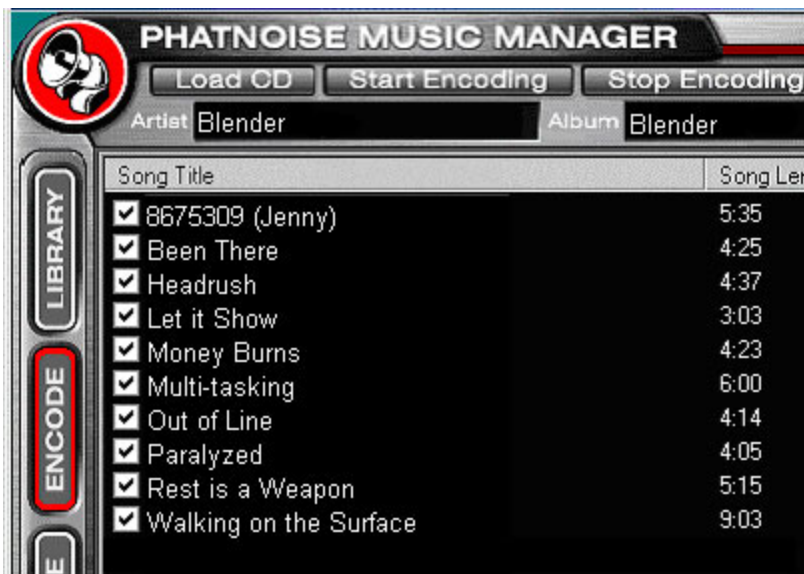 PHATNOISE MUSIC MANAGER
Load CD Start Encoding Stop Encoding
Artist Blender Album Blender
Song Title Song Len
LIBRARY
8675309 (Jenny) 5:35
Been There 4:25
Headrush 4:37
Let it Show 3:03
Money Burns 4:23
ENCODE
Multi-tasking 6:00
Out of Line 4:14
Paralyzed 4:05
Rest is a Weapon 5:15
Walking on the Surface 9:03